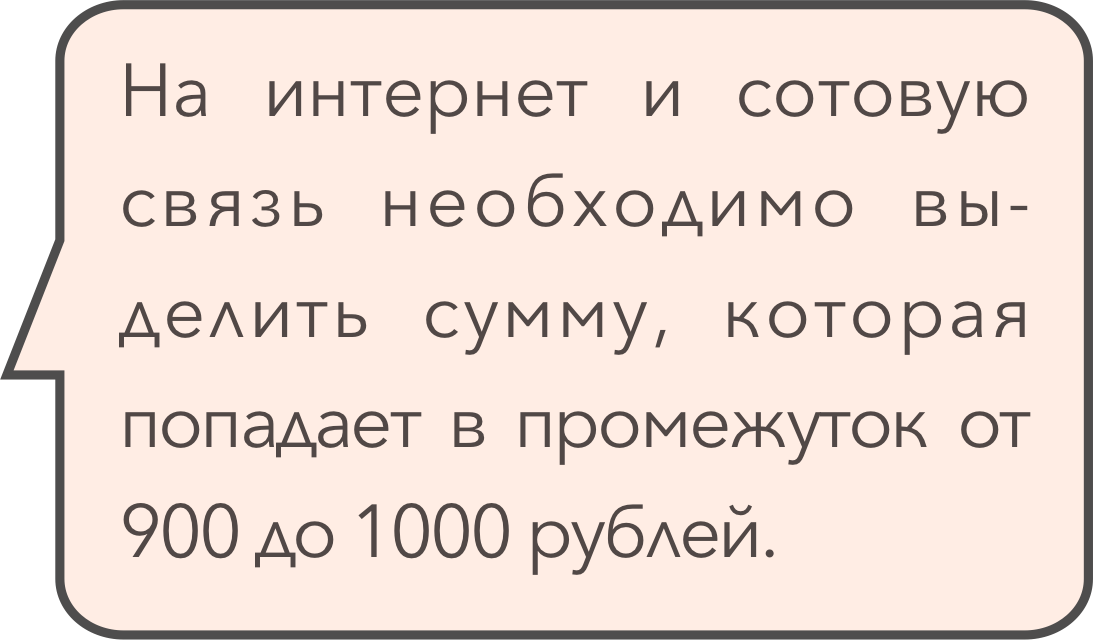 На интернет и сотовую
связь необходимо вы-
делить сумму, которая
попадает в промежуток от
900 до 1000 рублей.